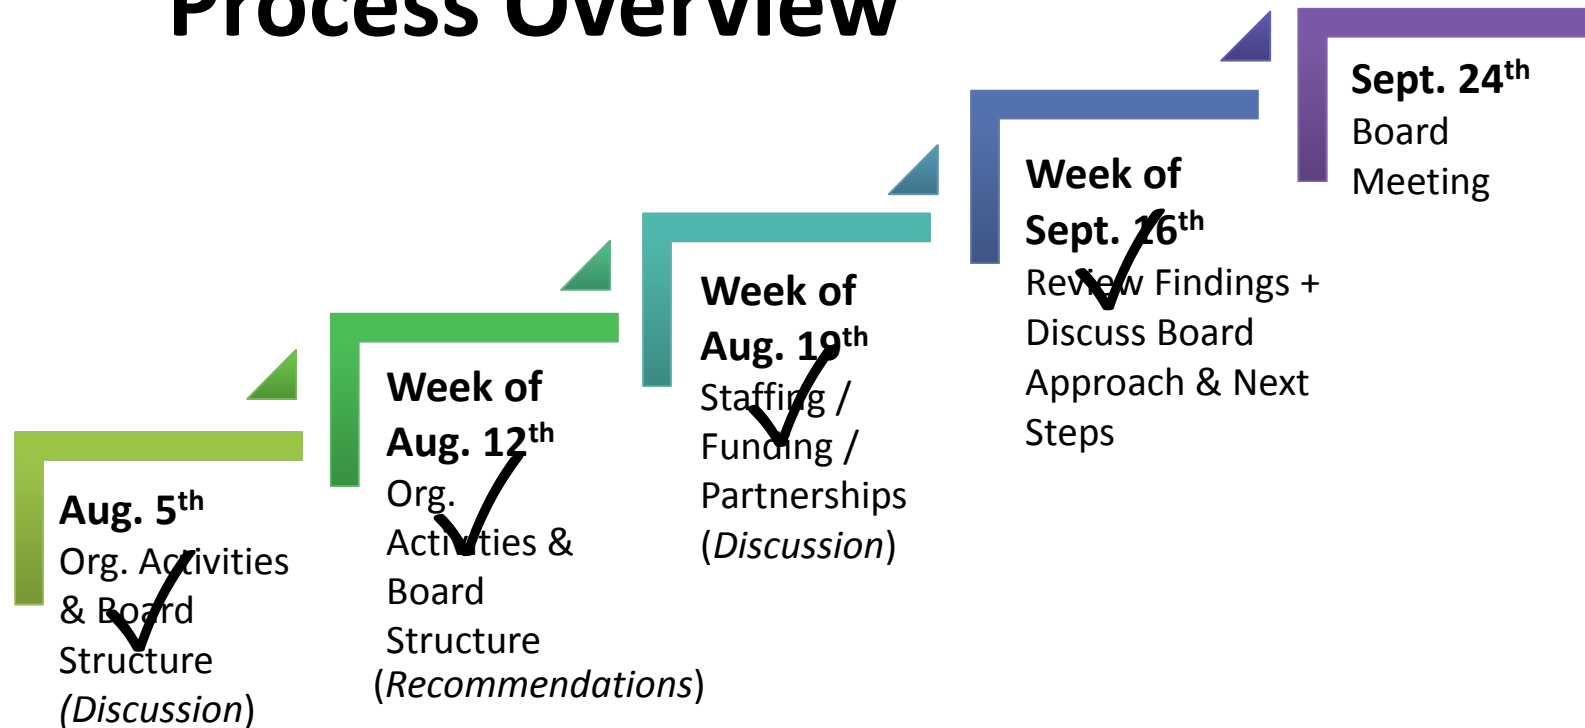 Process Overview
Aug. 5th
Org. Activities
& Board
Structure
(Discussion)
Week of
Aug. 12th
Org.
Activities &
Board
Structure
(Recommendations)
Week of
Aug. 19th
Staffing /
Funding /
Partnerships
(Discussion)
Week of
Sept. 16th
Review Findings +
Discuss Board
Approach & Next
Steps
Sept. 24th
Board
Meeting